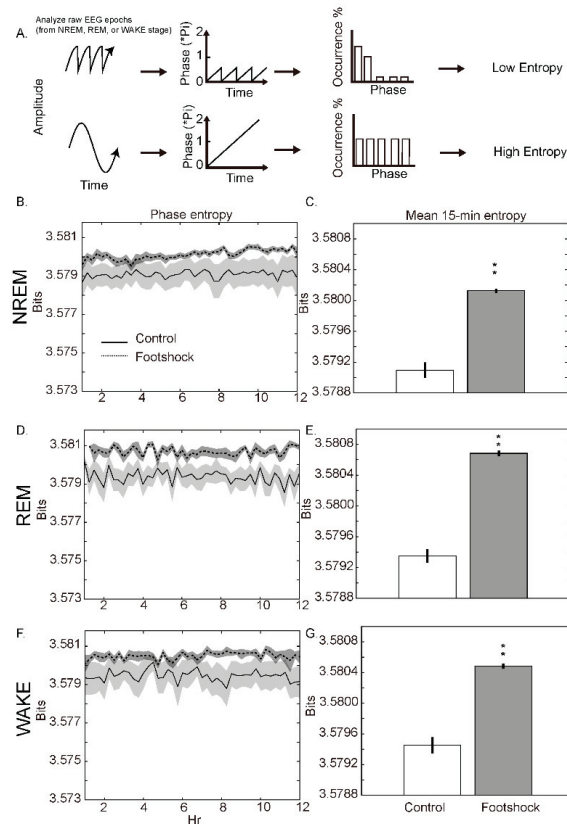 A.
Analyze raw EEG epochs
(from NREM, REM, or WAKE stage)
Amplitude
Time
Phase (*Pi)
2
1
0
Time
Occurrence %
Phase
Low Entropy
Phase (*Pi)
2
1
0
Time
Occurrence %
Phase
High Entropy
B.
Phase entropy
NREM
Bits
3.581
3.579
3.577
3.575
3.573
Control
Footshock
2 4 6 8 10 12
C.
Mean 15-min entropy
Bits
3.5808
3.5804
3.5800
3.5796
3.5792
3.5788
**
D.
REM
Bits
3.581
3.579
3.577
3.575
3.573
2 4 6 8 10 12
E.
Bits
3.5808
3.5804
3.5800
3.5796
3.5792
3.5788
**
F.
WAKE
Bits
3.581
3.579
3.577
3.575
3.573
2 4 6 8 10 12
Hr
G.
Bits
3.5808
3.5804
3.5800
3.5796
3.5792
3.5788
**
Control Footshock